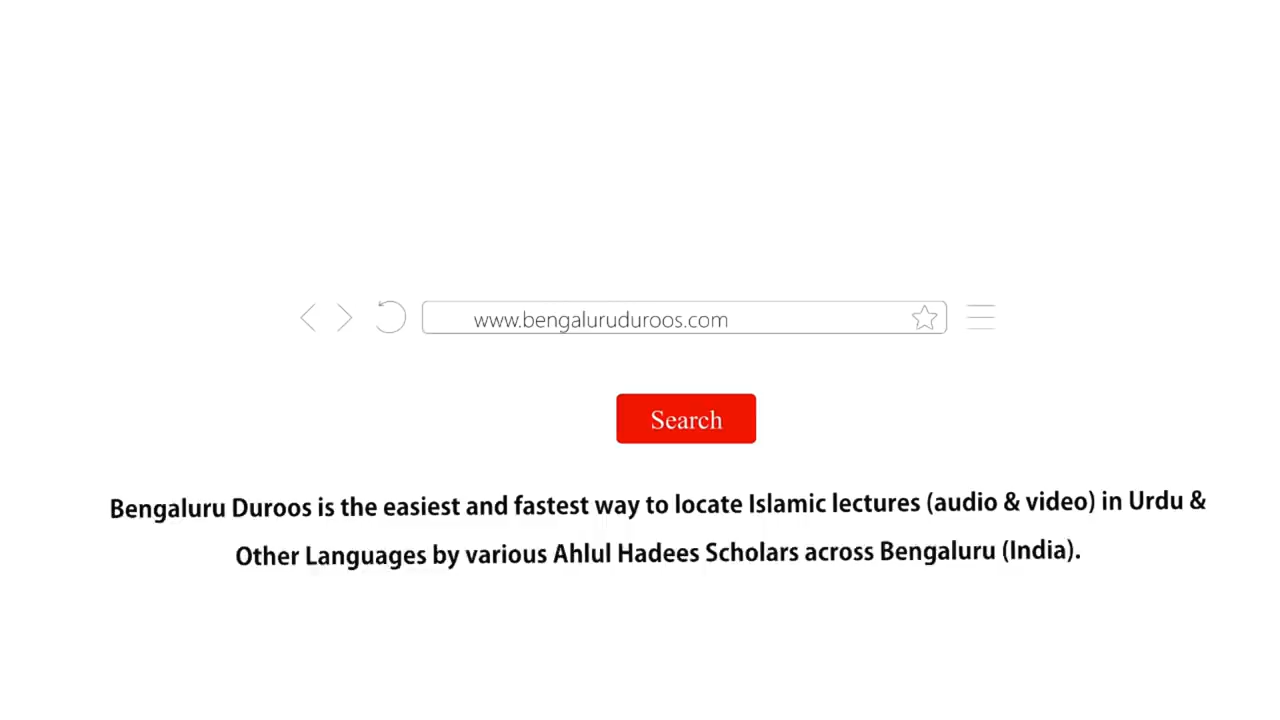 www.bengaluruduroos.com
Search
Bengaluru Duroos is the easiest and fastest way to locate Islamic lectures (audio & video) in Urdu &
Other Languages by various Ahlul Hadees Scholars across Bengaluru (India).